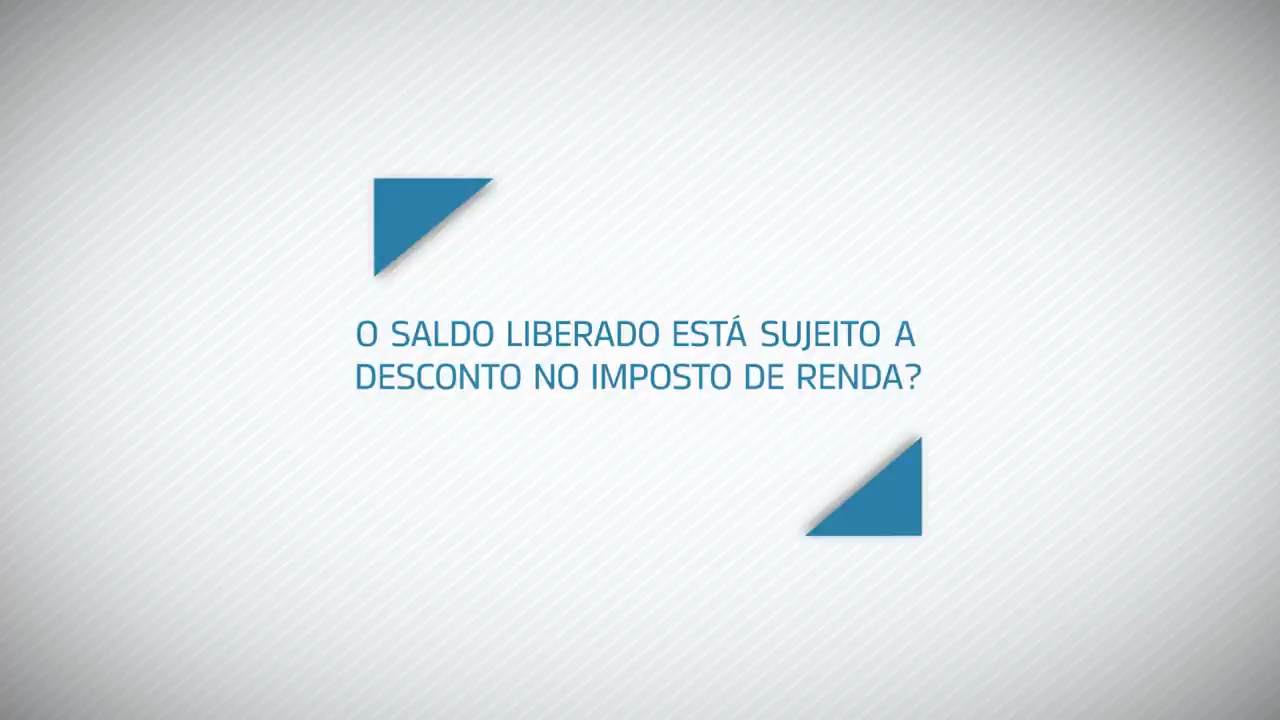 O SALDO LIBERADO ESTÁ SUJEITO A
DESCONTO NO IMPOSTO DE RENDA?